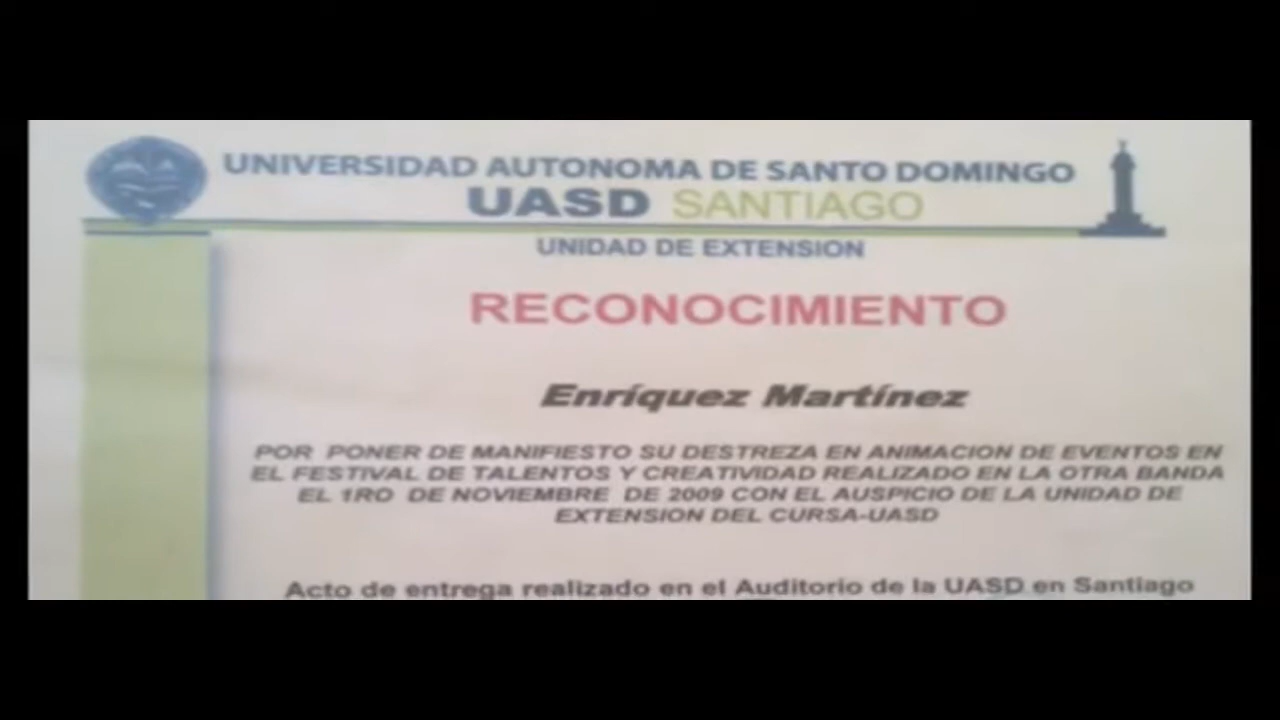 UNIVERSIDAD AUTONOMA DE SANTO DOMINGO
UASD SANTIAGO
UNIDAD DE EXTENSION
RECONOCIMIENTO
Enríquez Martínez
POR PONER DE MANIFIESTO SU DESTREZA EN ANIMACION DE EVENTOS EN
EL FESTIVAL DE TALENTOS Y CREATIVIDAD REALIZADO EN LA OTRA BANDA
EL 1RO DE NOVIEMBRE DE 2009 CON EL AUSPICIO DE LA UNIDAD DE
EXTENSION DEL CURSA-UASD
Acto de entrega realizado en el Auditorio de la UASD en Santiago